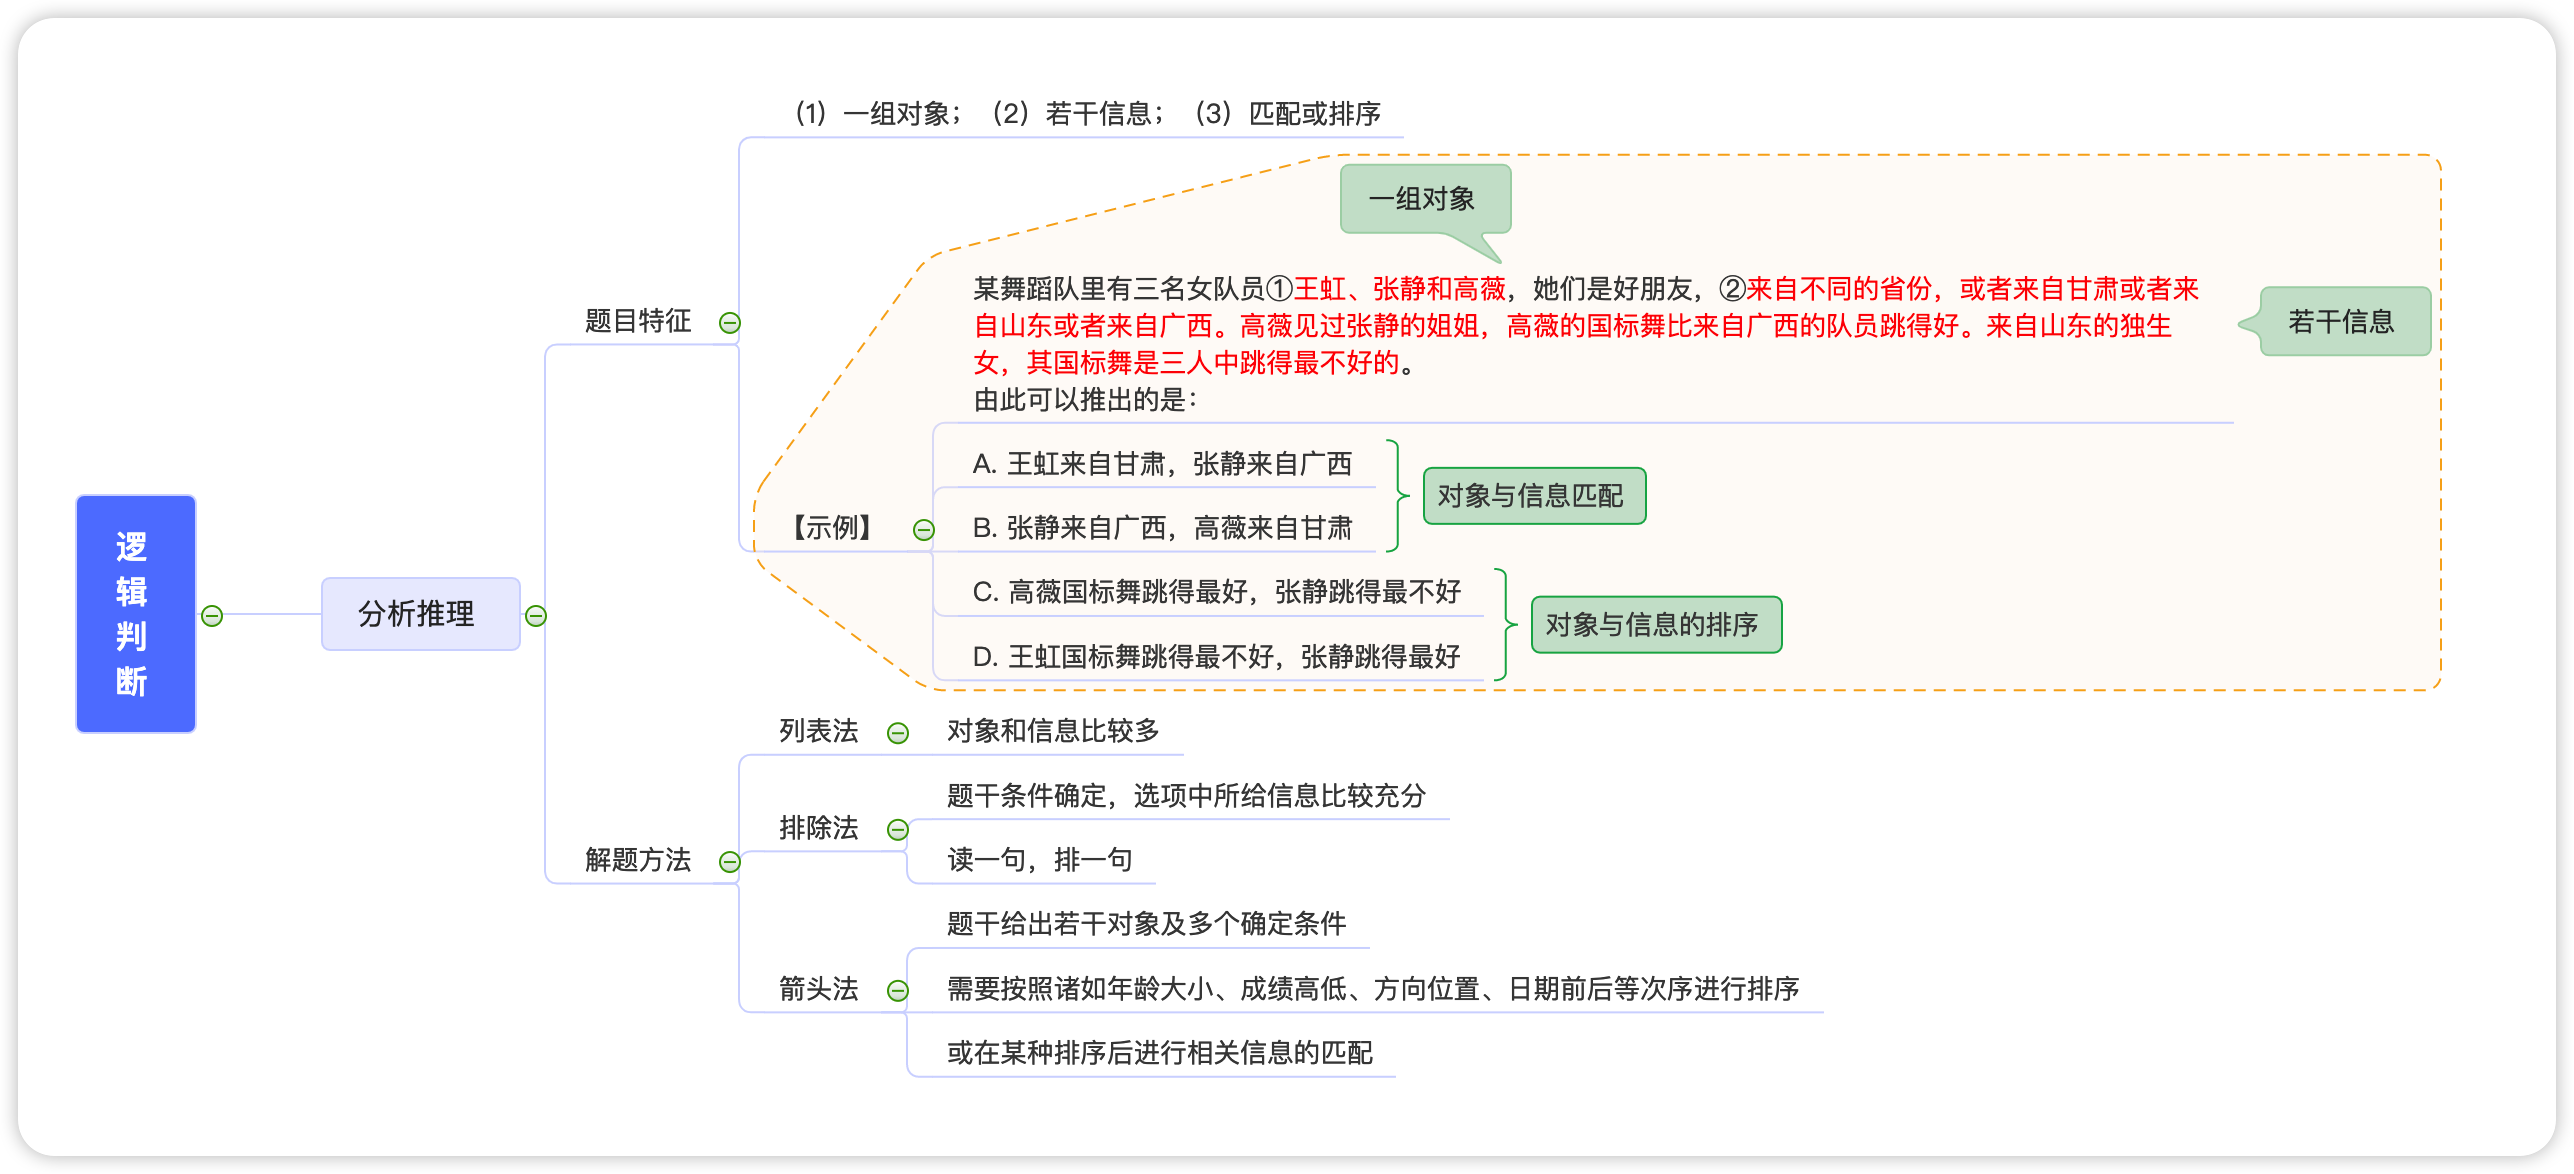 逻
辑
判
断
分析推理
题目特征
（1）一组对象；（2）若干信息；（3）匹配或排序
【示例】
一组对象
某舞蹈队里有三名女队员①王虹、张静和高薇，她们是好朋友，②来自不同的省份，或者来自甘肃或者来
自山东或者来自广西。高薇见过张静的姐姐，高薇的国标舞比来自广西的队员跳得好。来自山东的独生
女，其国标舞是三人中跳得最不好的。
由此可以推出的是：
若干信息
A. 王虹来自甘肃，张静来自广西
B. 张静来自广西，高薇来自甘肃
对象与信息匹配
C. 高薇国标舞跳得最好，张静跳得最不好
D. 王虹国标舞跳得最不好，张静跳得最好
对象与信息的排序
解题方法
列表法
对象和信息比较多
排除法
题干条件确定，选项中所给信息比较充分
读一句，排一句
箭头法
题干给出若干对象及多个确定条件
需要按照诸如年龄大小、成绩高低、方向位置、日期前后等次序进行排序
或在某种排序后进行相关信息的匹配